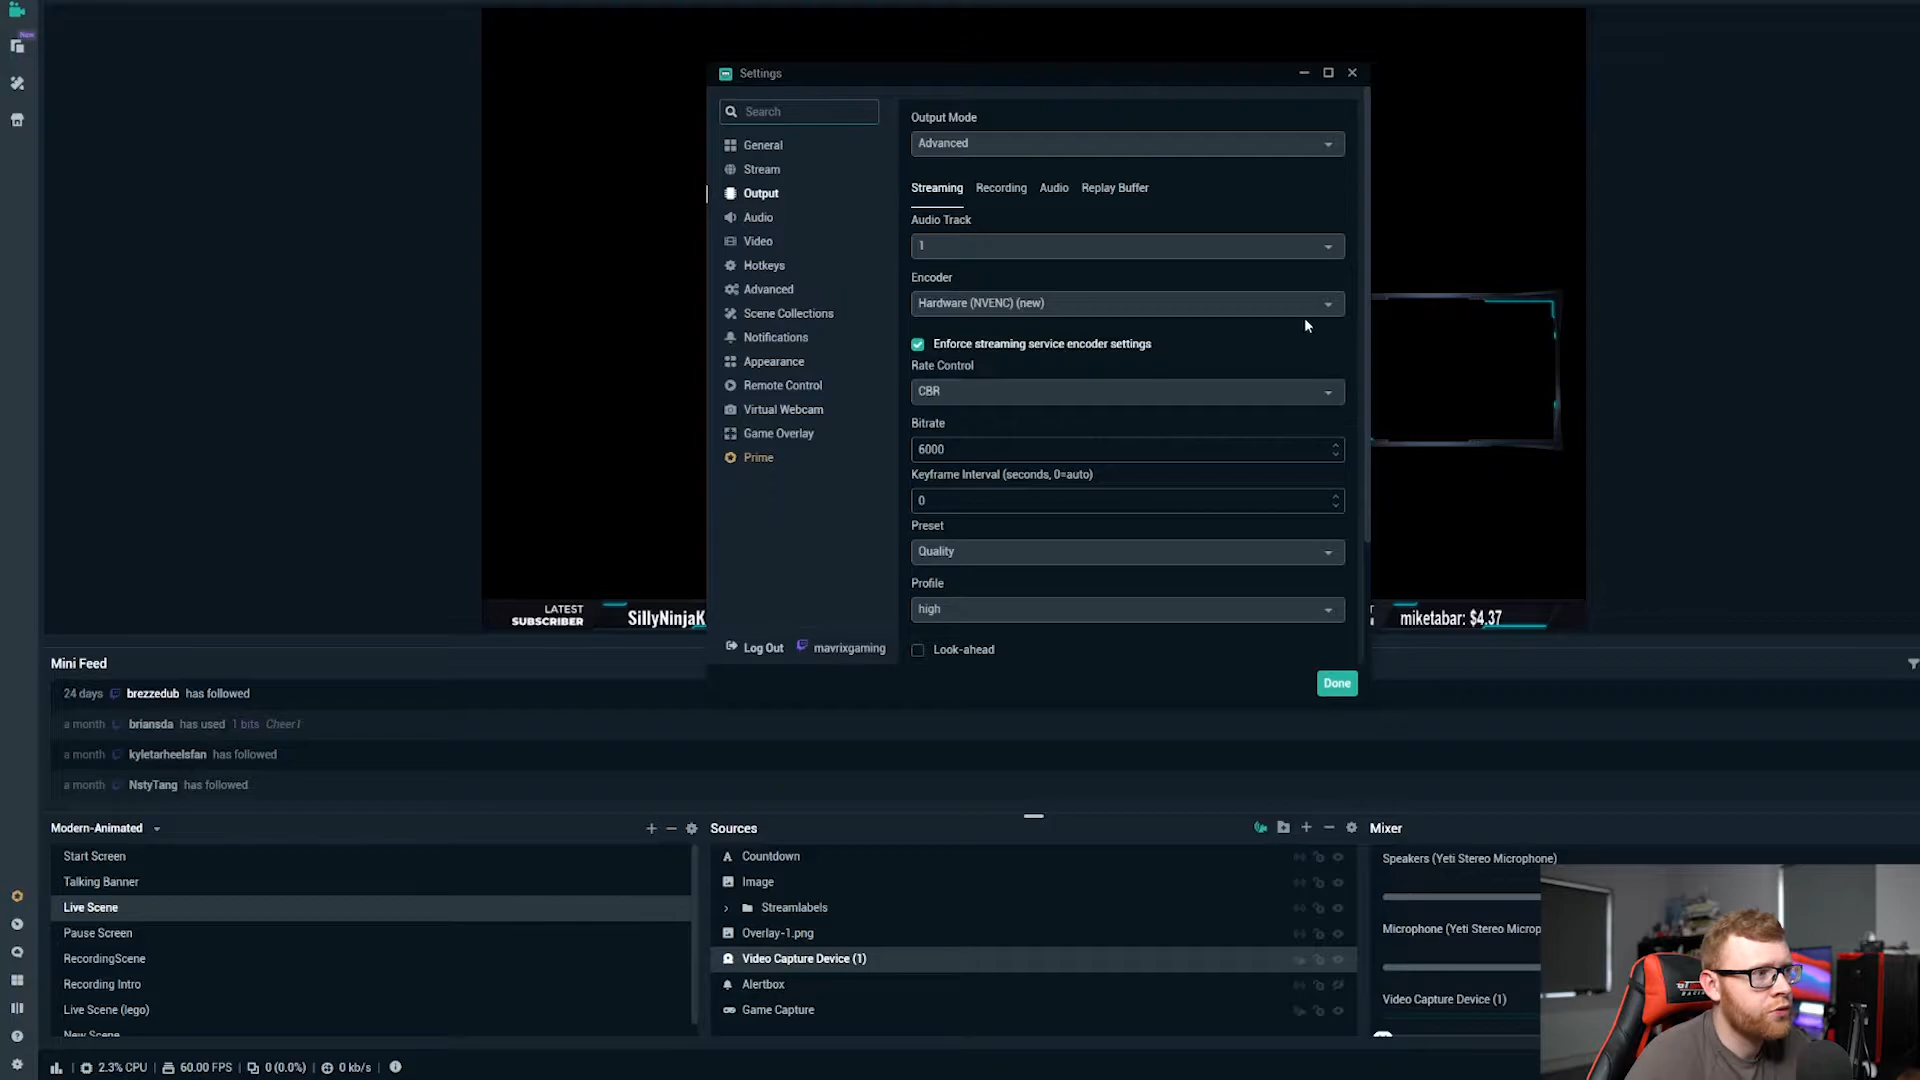 New
Settings
Search
General
Stream
Output
Audio
Video
Hotkeys
Advanced
Scene Collections
Notifications
Appearance
Remote Control
Virtual Webcam
Game Overlay
Prime
Log Out mavrixgaming
Output Mode
Advanced
Streaming Recording Audio Replay Buffer
Audio Track
1
Encoder
Hardware (NVENC) (new)
Enforce streaming service encoder settings
Rate Control
CBR
Bitrate
6000
Keyframe Interval (seconds, 0=auto)
0
Preset
Quality
Profile
high
Look-ahead
Done
LATEST
SUBSCRIBER
SillyNinjaK
miketabar: $4.37
Mini Feed
24 days brezzedub has followed
a month briansda has used 1 bits Cheer1
a month kyletarheelsfan has followed
a month NstyTang has followed
Modern-Animated
Start Screen
Talking Banner
Live Scene
Pause Screen
RecordingScene
Recording Intro
Live Scene (lego)
New Scene
Sources
Countdown
Image
Streamlabels
Overlay-1.png
Video Capture Device (1)
Alertbox
Game Capture
Mixer
Speakers (Yeti Stereo Microphone)
Microphone (Yeti Stereo Microp
Video Capture Device (1)
2.3% CPU 60.00 FPS 0 (0.0%) 0 kb/s